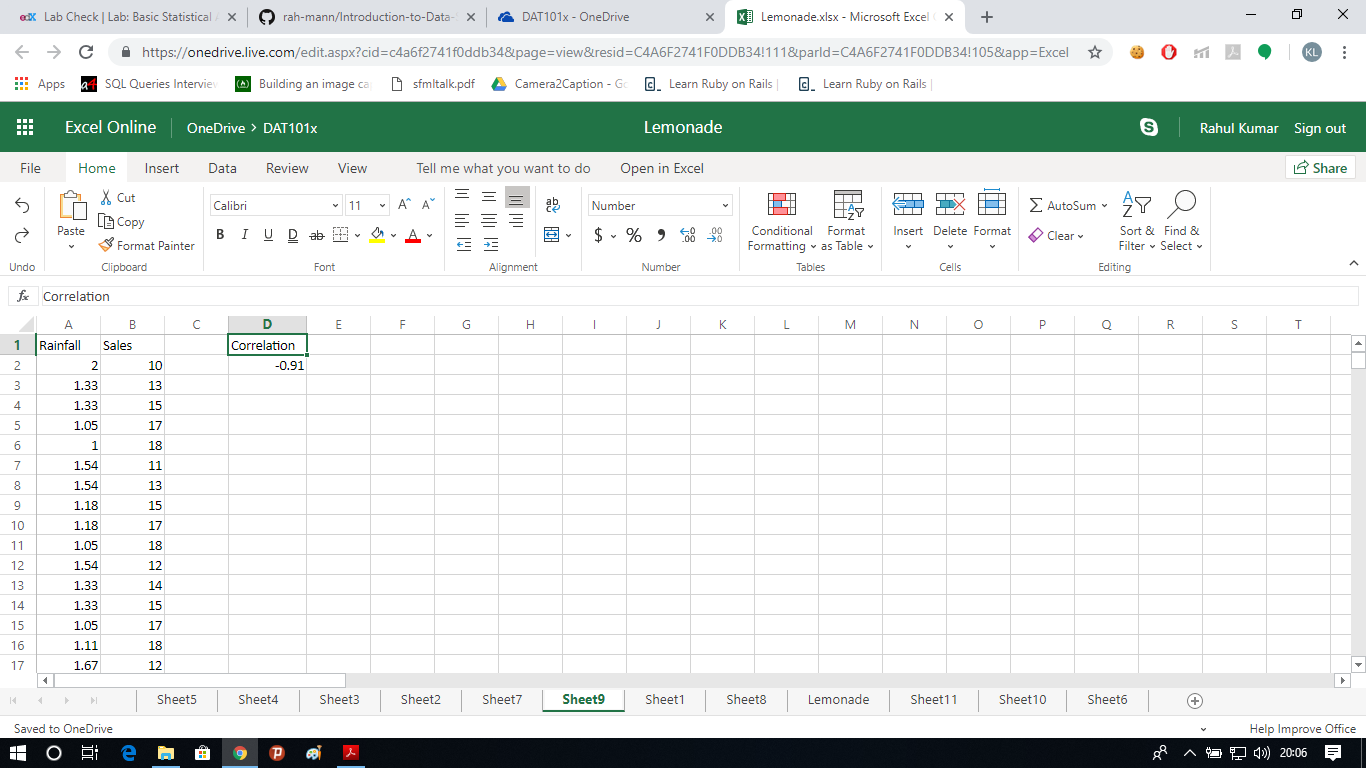 edX Lab Check | Lab: Basic Statistical A
rah-mann/Introduction-to-Data-S
DAT101x - OneDrive
Lemonade.xlsx - Microsoft Excel O
https://onedrive.live.com/edit.aspx?cid=c4a6f2741f0ddb34&page=view&resid=C4A6F2741F0DDB34!111&parId=C4A6F2741F0DDB34!105&app=Excel
KL
Apps
a4 SQL Queries Interview
Building an image ca
sfmltalk.pdf
Camera2Caption - Go
Learn Ruby on Rails |
Learn Ruby on Rails |
Excel Online
OneDrive > DAT101x
Lemonade
Rahul Kumar
Sign out
File Home Insert Data Review View Tell me what you want to do Open in Excel
Share
Paste
Cut
Copy
Format Painter
Calibri 11
B I U D ab
Number
$ % , .00
Conditional Formatting
Format as Table
Insert Delete Format
AutoSum
Clear
Sort & Filter
Find & Select
Undo Clipboard Font Alignment Number Tables Cells Editing
fx Correlation
A B C D E F G H I J K L M N O P Q R S T
1 Rainfall Sales Correlation
2 2 10 -0.91
3 1.33 13
4 1.33 15
5 1.05 17
6 1 18
7 1.54 11
8 1.54 13
9 1.18 15
10 1.18 17
11 1.05 18
12 1.54 12
13 1.33 14
14 1.33 15
15 1.05 17
16 1.11 18
17 1.67 12
Sheet5 Sheet4 Sheet3 Sheet2 Sheet7 Sheet9 Sheet1 Sheet8 Lemonade Sheet11 Sheet10 Sheet6
Saved to OneDrive
Help Improve Office
20:06